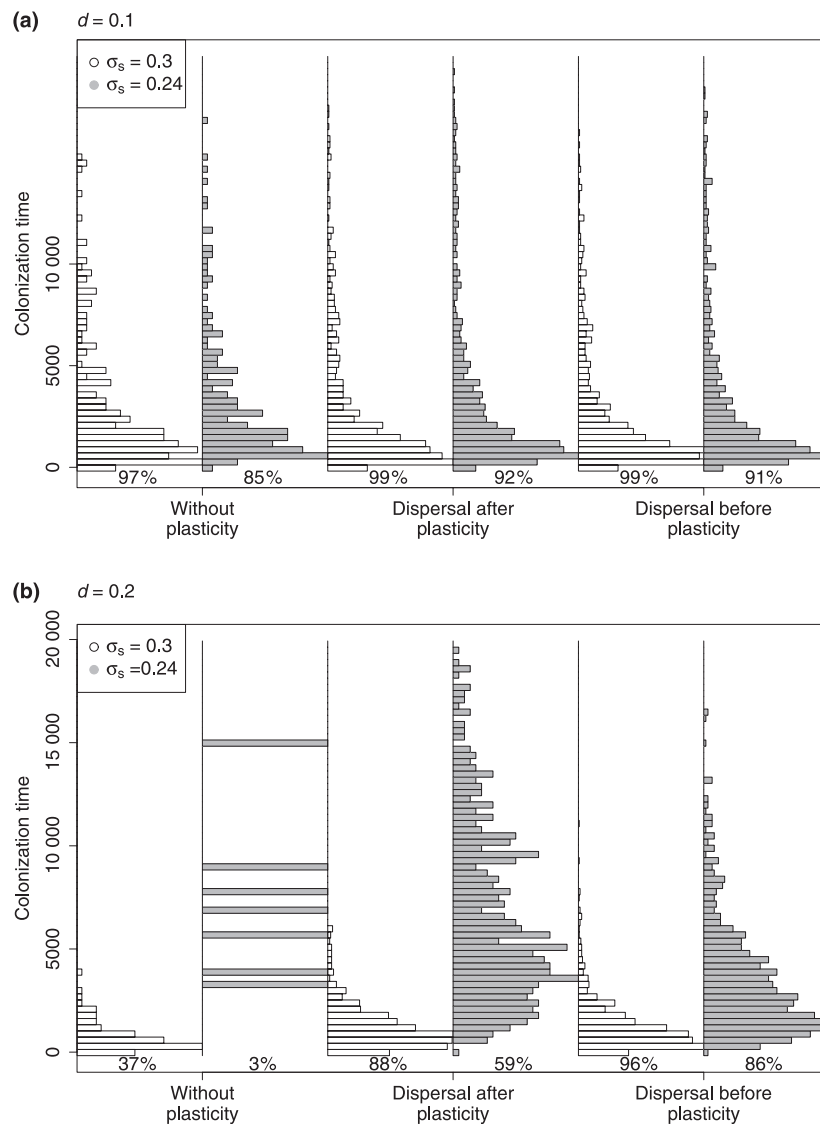 (a) d = 0.1
σs = 0.3
σs = 0.24
Colonization time
10 000
5000
0
97% 85% 99% 92% 99% 91%
Without plasticity
Dispersal after plasticity
Dispersal before plasticity
(b) d = 0.2
σs = 0.3
σs =0.24
Colonization time
20 000
15 000
10 000
5000
0
37% 3% 88% 59% 96% 86%
Without plasticity
Dispersal after plasticity
Dispersal before plasticity